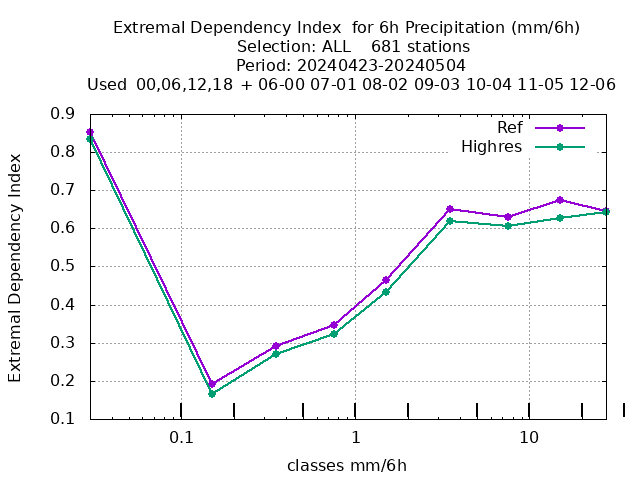 Extremal Dependency Index  for 6h Precipitation (mm/6h)
Selection: ALL    681 stations
Period: 20240423-20240504
Used  00,06,12,18  + 06-00 07-01 08-02 09-03 10-04 11-05 12-06
Ref
Highres
Extremal Dependency Index
0.9
0.8
0.7
0.6
0.5
0.4
0.3
0.2
0.1
0.1
1
10
classes mm/6h